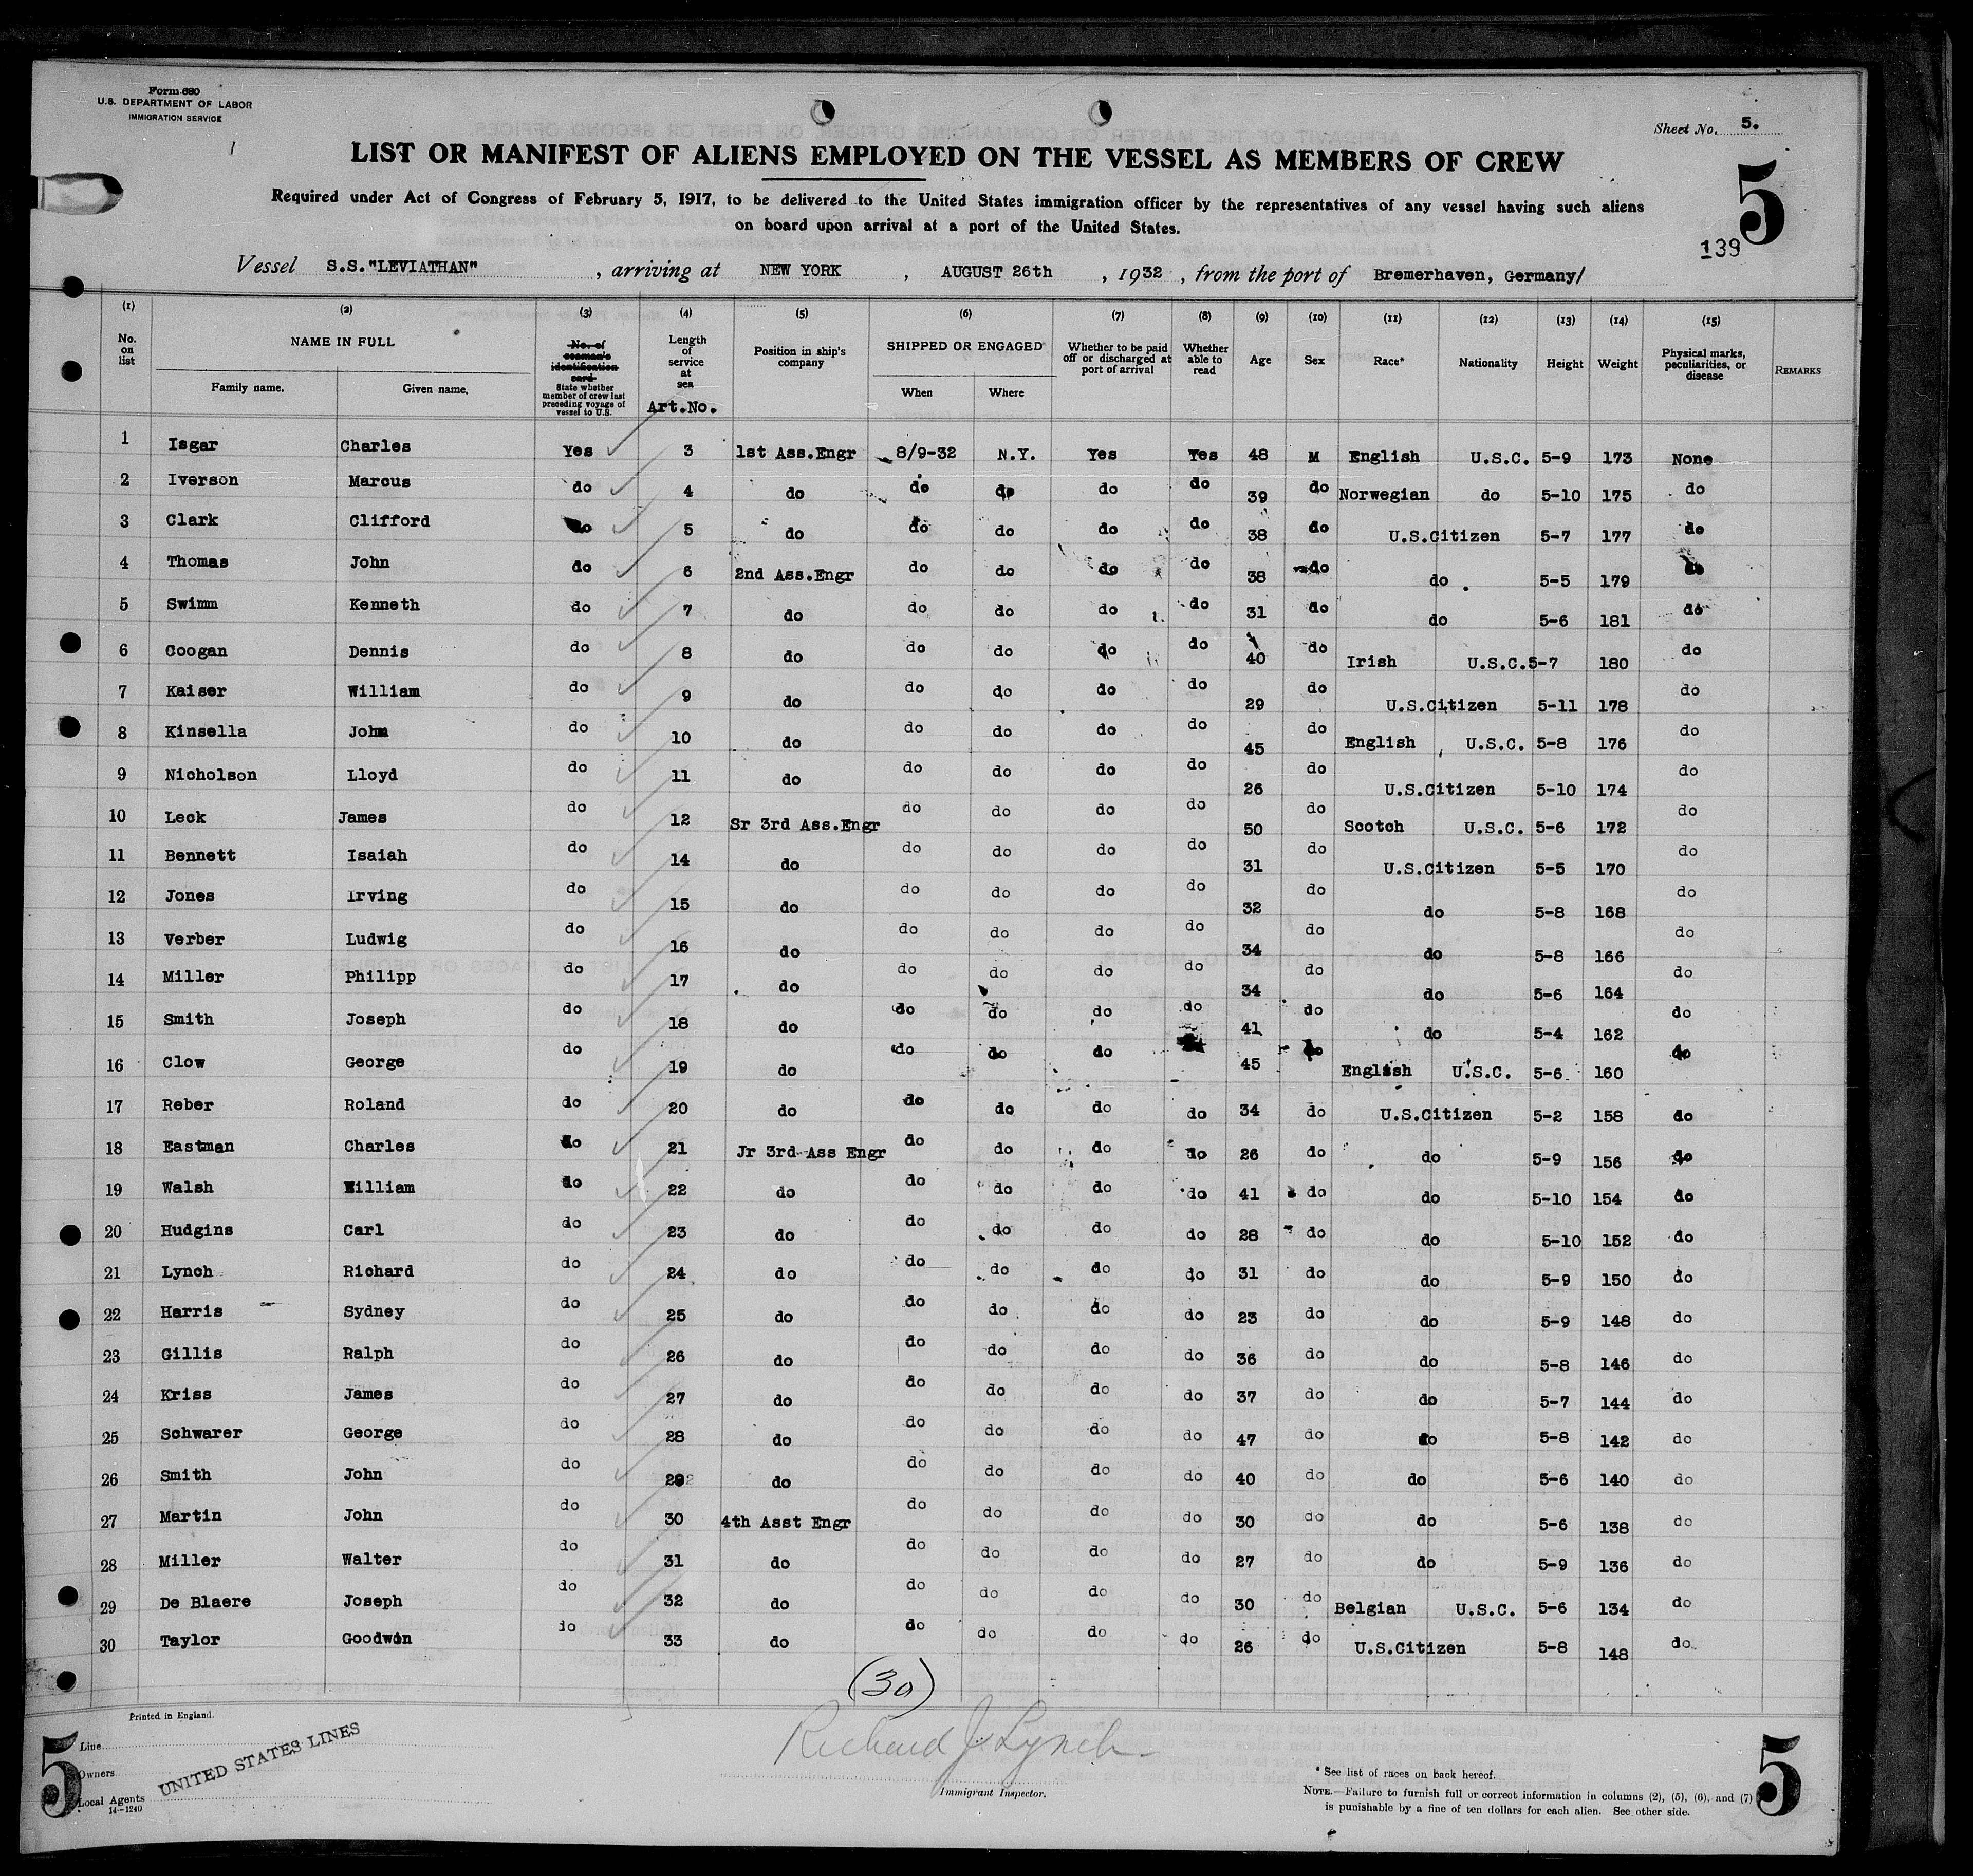 Form 680
U.S. DEPARTMENT OF LABOR
IMMIGRATION SERVICE
Sheet No. 5.
LIST OR MANIFEST OF ALIENS EMPLOYED ON THE VESSEL AS MEMBERS OF CREW
5
Required under Act of Congress of February 5, 1917, to be delivered to the United States immigration officer by the representatives of any vessel having such aliens
on board upon arrival at a port of the United States.
139
Vessel S.S."LEVIATHAN" , arriving at NEW YORK , AUGUST 26th , 1932 , from the port of Bremerhaven, Germany/
(1) (2) (3) (4) (5) (6) (7) (8) (9) (10) (11) (12) (13) (14) (15)
No. on list NAME IN FULL Family name. Given name. No. of seaman's identification card State whether member of crew last preceding voyage of vessel to U.S. Length of service at sea Art.No. Position in ship's company SHIPPED OR ENGAGED When Where Whether to be paid off or discharged at port of arrival Whether able to read Age Sex Race* Nationality Height Weight Physical marks, peculiarities, or disease REMARKS
1 Isgar Charles Yes 3 1st Ass.Engr 8/9-32 N.Y. Yes Yes 48 M English U.S.C. 5-9 173 None
2 Iverson Marcus do 4 do do do do do 39 do Norwegian do 5-10 175 do
3 Clark Clifford do 5 do do do do do 38 do U.S.Citizen 5-7 177 do
4 Thomas John do 6 2nd Ass.Engr do do do do 38 do do 5-5 179 do
5 Swimm Kenneth do 7 do do do do do 31 do do 5-6 181 do
6 Coogan Dennis do 8 do do do do do 40 do Irish U.S.C. 5-7 180 do
7 Kaiser William do 9 do do do do do 29 do U.S.Citizen 5-11 178 do
8 Kinsella John do 10 do do do do do 45 do English U.S.C. 5-8 176 do
9 Nicholson Lloyd do 11 do do do do do 26 do U.S.Citizen 5-10 174 do
10 Leck James do 12 Sr 3rd Ass.Engr do do do do 50 do Scotch U.S.C. 5-6 172 do
11 Bennett Isaiah do 14 do do do do do 31 do U.S.Citizen 5-5 170 do
12 Jones Irving do 15 do do do do do 32 do do 5-8 168 do
13 Verber Ludwig do 16 do do do do do 34 do do 5-8 166 do
14 Miller Philipp do 17 do do do do do 34 do do 5-6 164 do
15 Smith Joseph do 18 do do do do do 41 do do 5-4 162 do
16 Clow George do 19 do do do do 45 do English U.S.C. 5-6 160 do
17 Reber Roland do 20 do do do do do 34 do U.S.Citizen 5-2 158 do
18 Eastman Charles do 21 Jr 3rd Ass Engr do do do do 26 do do 5-9 156 do
19 Walsh William do 22 do do do do do 41 do do 5-10 154 do
20 Hudgins Carl do 23 do do do do do 28 do do 5-10 152 do
21 Lynch Richard do 24 do do do do do 31 do do 5-9 150 do
22 Harris Sydney do 25 do do do do do 23 do do 5-9 148 do
23 Gillis Ralph do 26 do do do do do 36 do do 5-8 146 do
24 Kriss James do 27 do do do do do 37 do do 5-7 144 do
25 Schwarer George do 28 do do do do do 47 do do 5-8 142 do
26 Smith John do 29 do do do do do 40 do do 5-6 140 do
27 Martin John do 30 4th Asst Engr do do do do 30 do do 5-6 138 do
28 Miller Walter do 31 do do do do do 27 do do 5-9 136 do
29 De Blaere Joseph do 32 do do do do do 30 do Belgian U.S.C. 5-6 134 do
30 Taylor Goodwin do 33 do do do do do 26 do U.S.Citizen 5-8 148 do
(30)
Printed in England.
Richard J. Lynch
Immigrant Inspector.
5
Line
Owners
Local Agents
14-1240
UNITED STATES LINES
* See list of races on back hereof.
NOTE.—Failure to furnish full or correct information in columns (2), (5), (6), and (7)
is punishable by a fine of ten dollars for each alien. See other side.
5